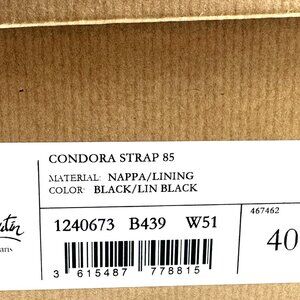 CONDORA STRAP 85
MATERIAL: NAPPA/LINING
COLOR: BLACK/LIN BLACK
1240673 B439 W51
467462
40
3 615487 778815